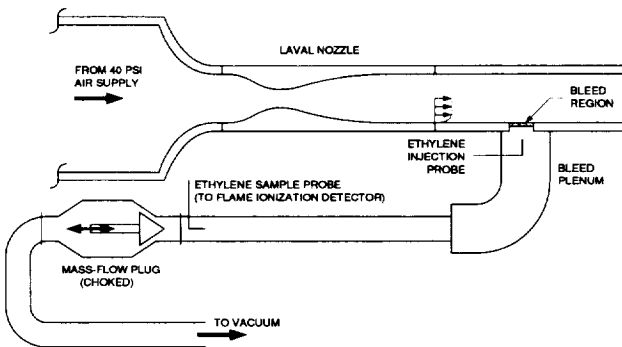 LAVAL NOZZLE
FROM 40 PSI
AIR SUPPLY
BLEED
REGION
ETHYLENE
INJECTION
PROBE
BLEED
PLENUM
ETHYLENE SAMPLE PROBE
(TO FLAME IONIZATION DETECTOR)
MASS-FLOW PLUG
(CHOKED)
TO VACUUM